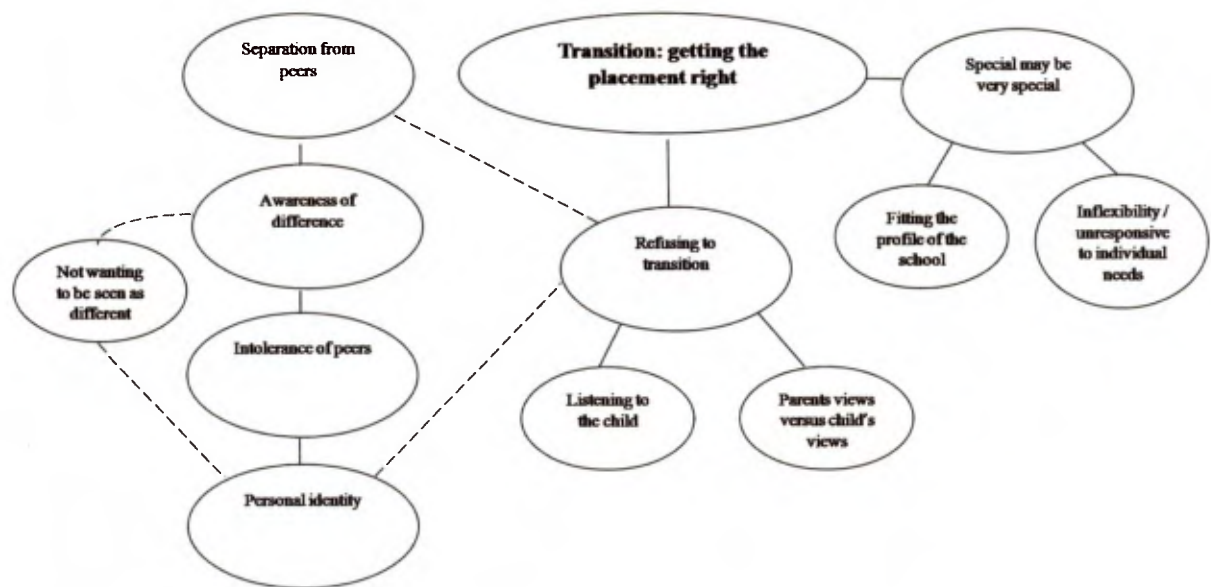 Separation from
peers
Transition: getting the
placement right
Special may be
very special
Awareness of
difference
Fitting the
profile of the
school
Inflexibility /
unresponsive
to individual
needs
Refusing to
transition
Not wanting
to be seen as
different
Intolerance of peers
Listening to
the child
Parents views
versus child's
views
Personal identity